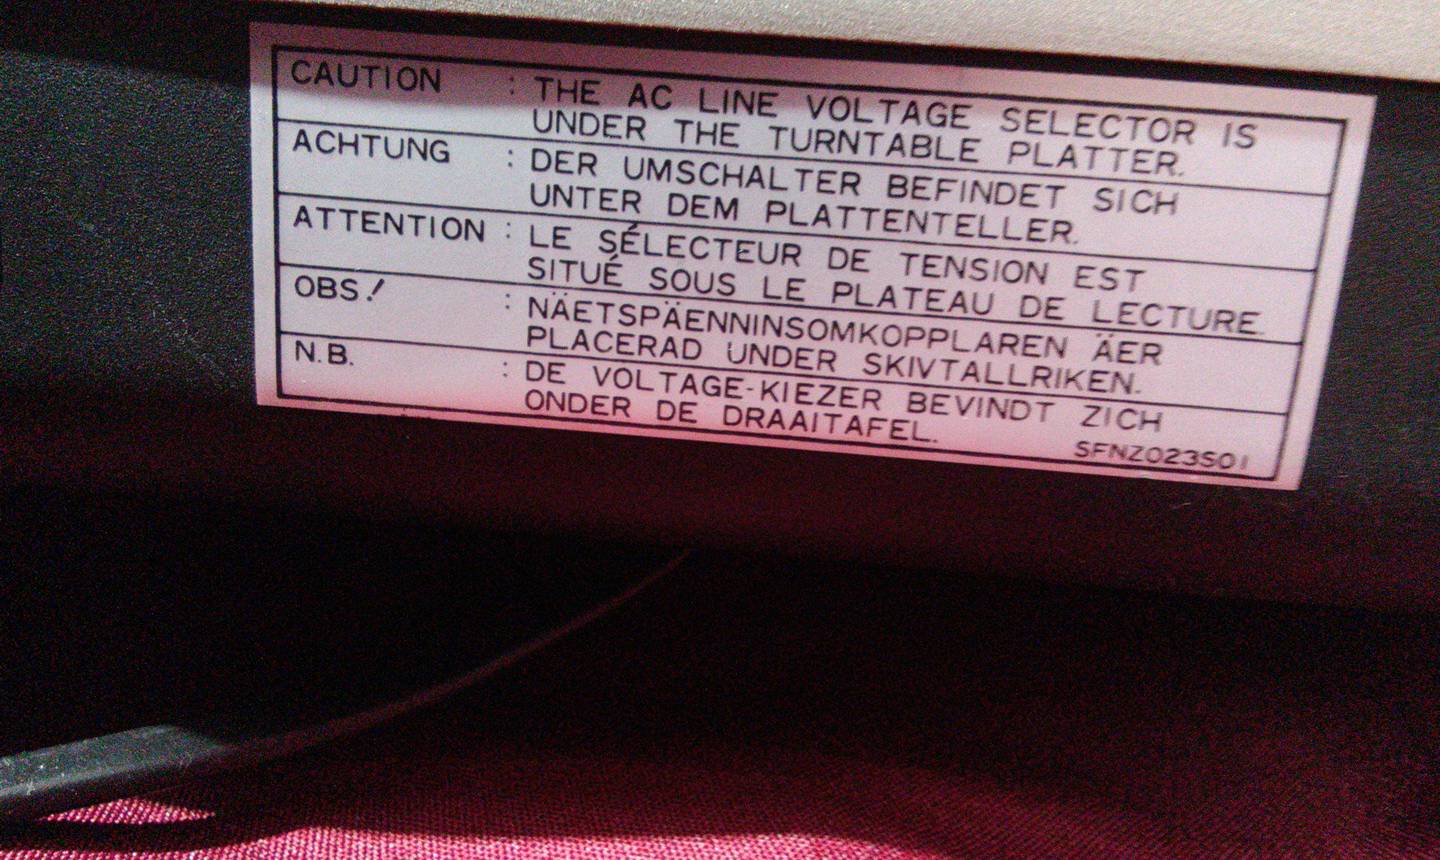 CAUTION : THE AC LINE VOLTAGE SELECTOR IS
UNDER THE TURNTABLE PLATTER.
ACHTUNG : DER UMSCHALTER BEFINDET SICH
UNTER DEM PLATTENTELLER.
ATTENTION : LE SÉLECTEUR DE TENSION EST
SITUÉ SOUS LE PLATEAU DE LECTURE.
OBS! : NÄETSPÄENNINSOMKOPPLAREN ÄER
PLACERAD UNDER SKIVTALLRIKEN.
N.B. : DE VOLTAGE-KIEZER BEVINDT ZICH
ONDER DE DRAAITAFEL.
SFNZ023S01